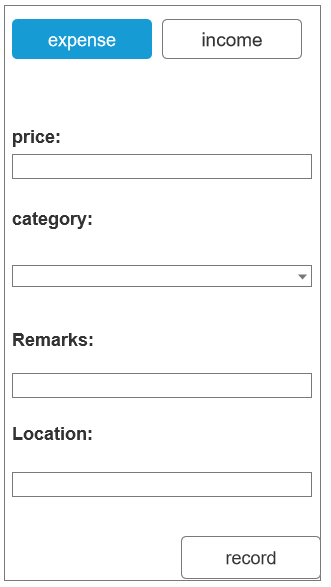 expense income
price:
category:
Remarks:
Location:
record